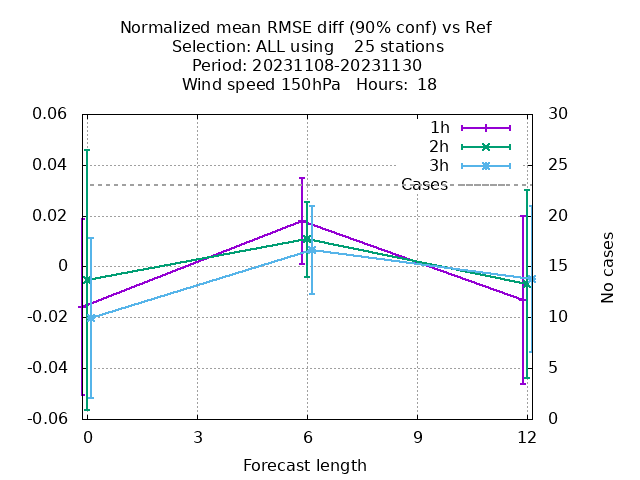 Normalized mean RMSE diff (90% conf) vs Ref
Selection: ALL using    25 stations
Period: 20231108-20231130
Wind speed 150hPa   Hours:  18
0.06
0.04
0.02
0
-0.02
-0.04
-0.06
30
25
20
15
10
5
0
1h
2h
3h
Cases
No cases
0
3
6
9
12
Forecast length